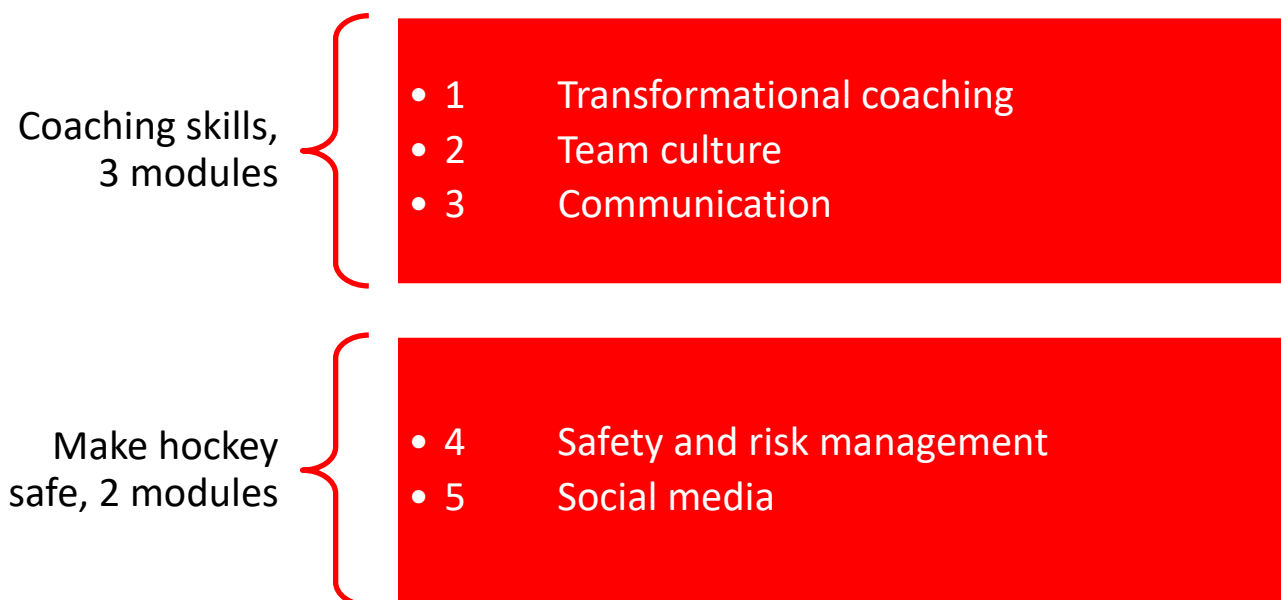 Coaching skills,
3 modules
• 1 Transformational coaching
• 2 Team culture
• 3 Communication
Make hockey
safe, 2 modules
• 4 Safety and risk management
• 5 Social media